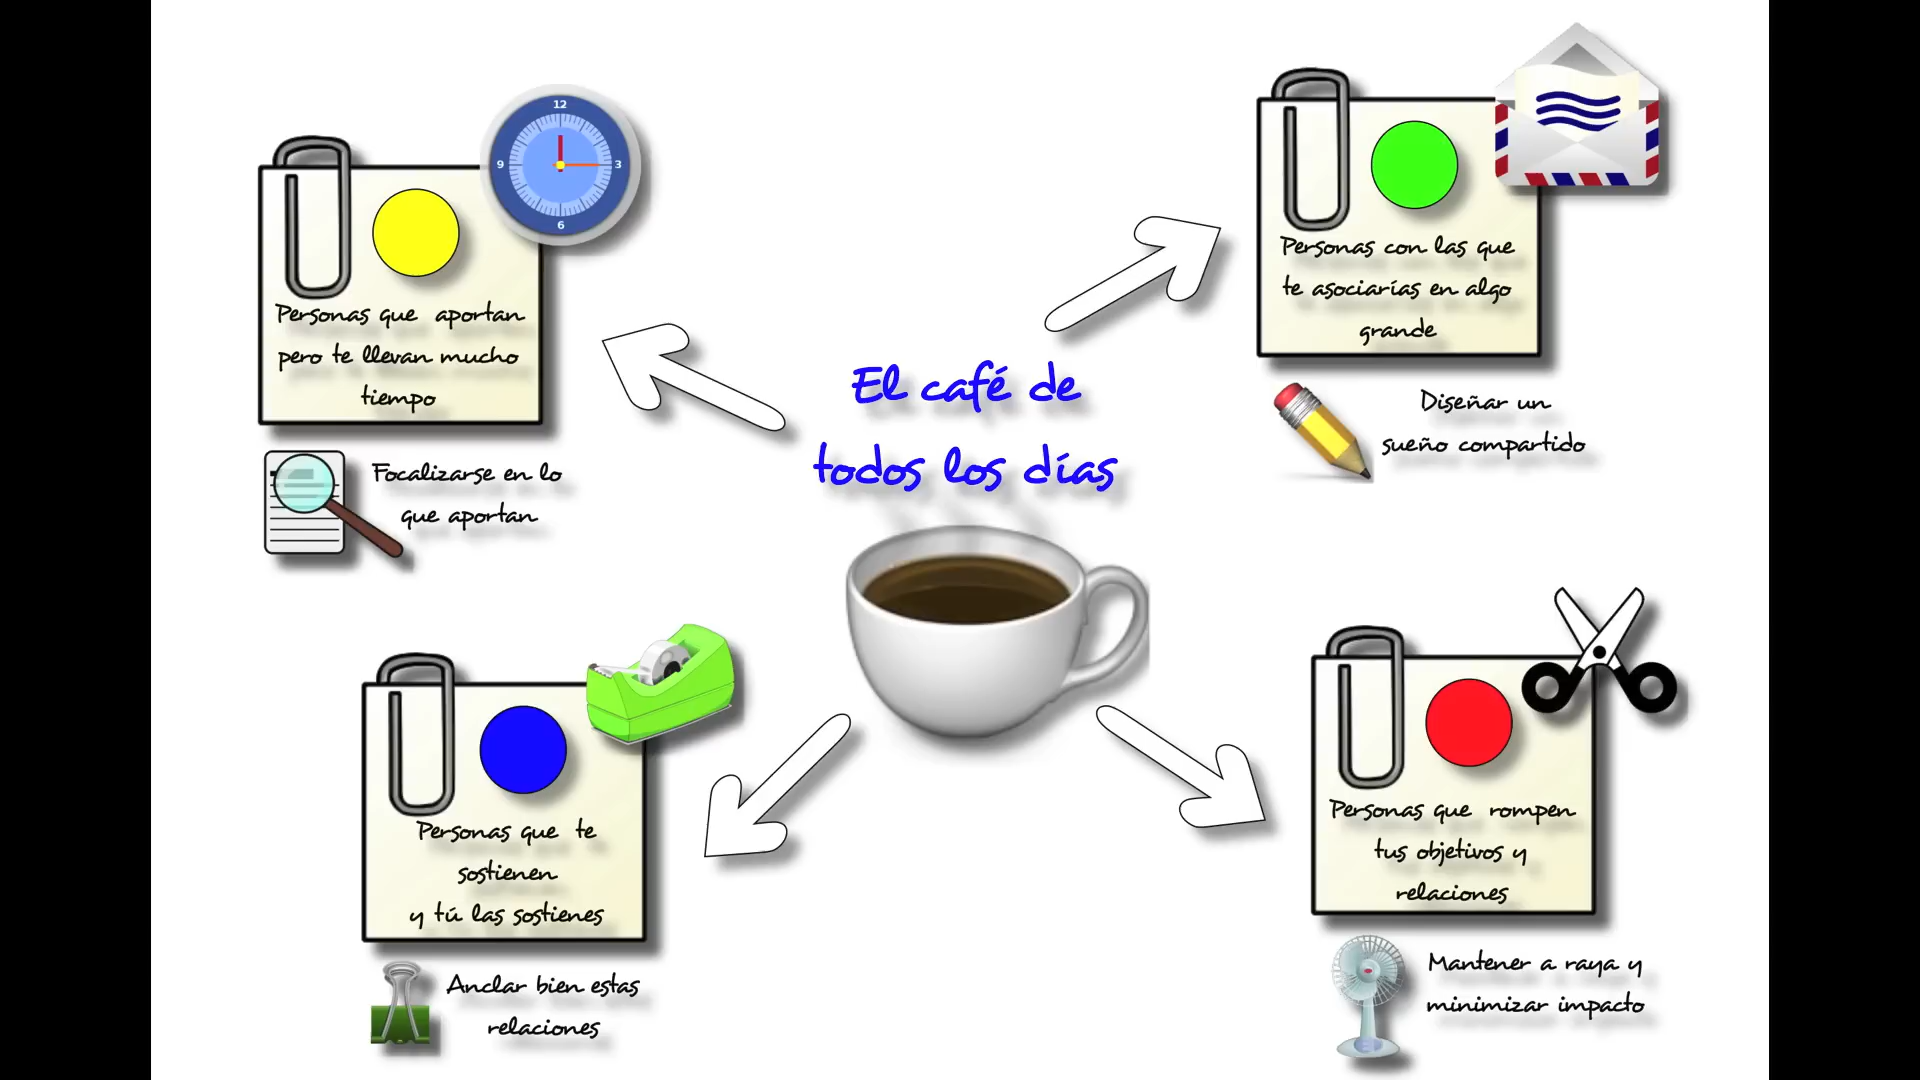 12
3
6
9
Personas que aportan
pero te llevan mucho
tiempo
Focalizarse en lo
que aportan
Personas con las que
te asociarías en algo
grande
Diseñar un
sueño compartido
El café de
todos los días
Personas que te
sostienen
y tú las sostienes
Anclar bien estas
relaciones
Personas que rompen
tus objetivos y
relaciones
Mantener a raya y
minimizar impacto